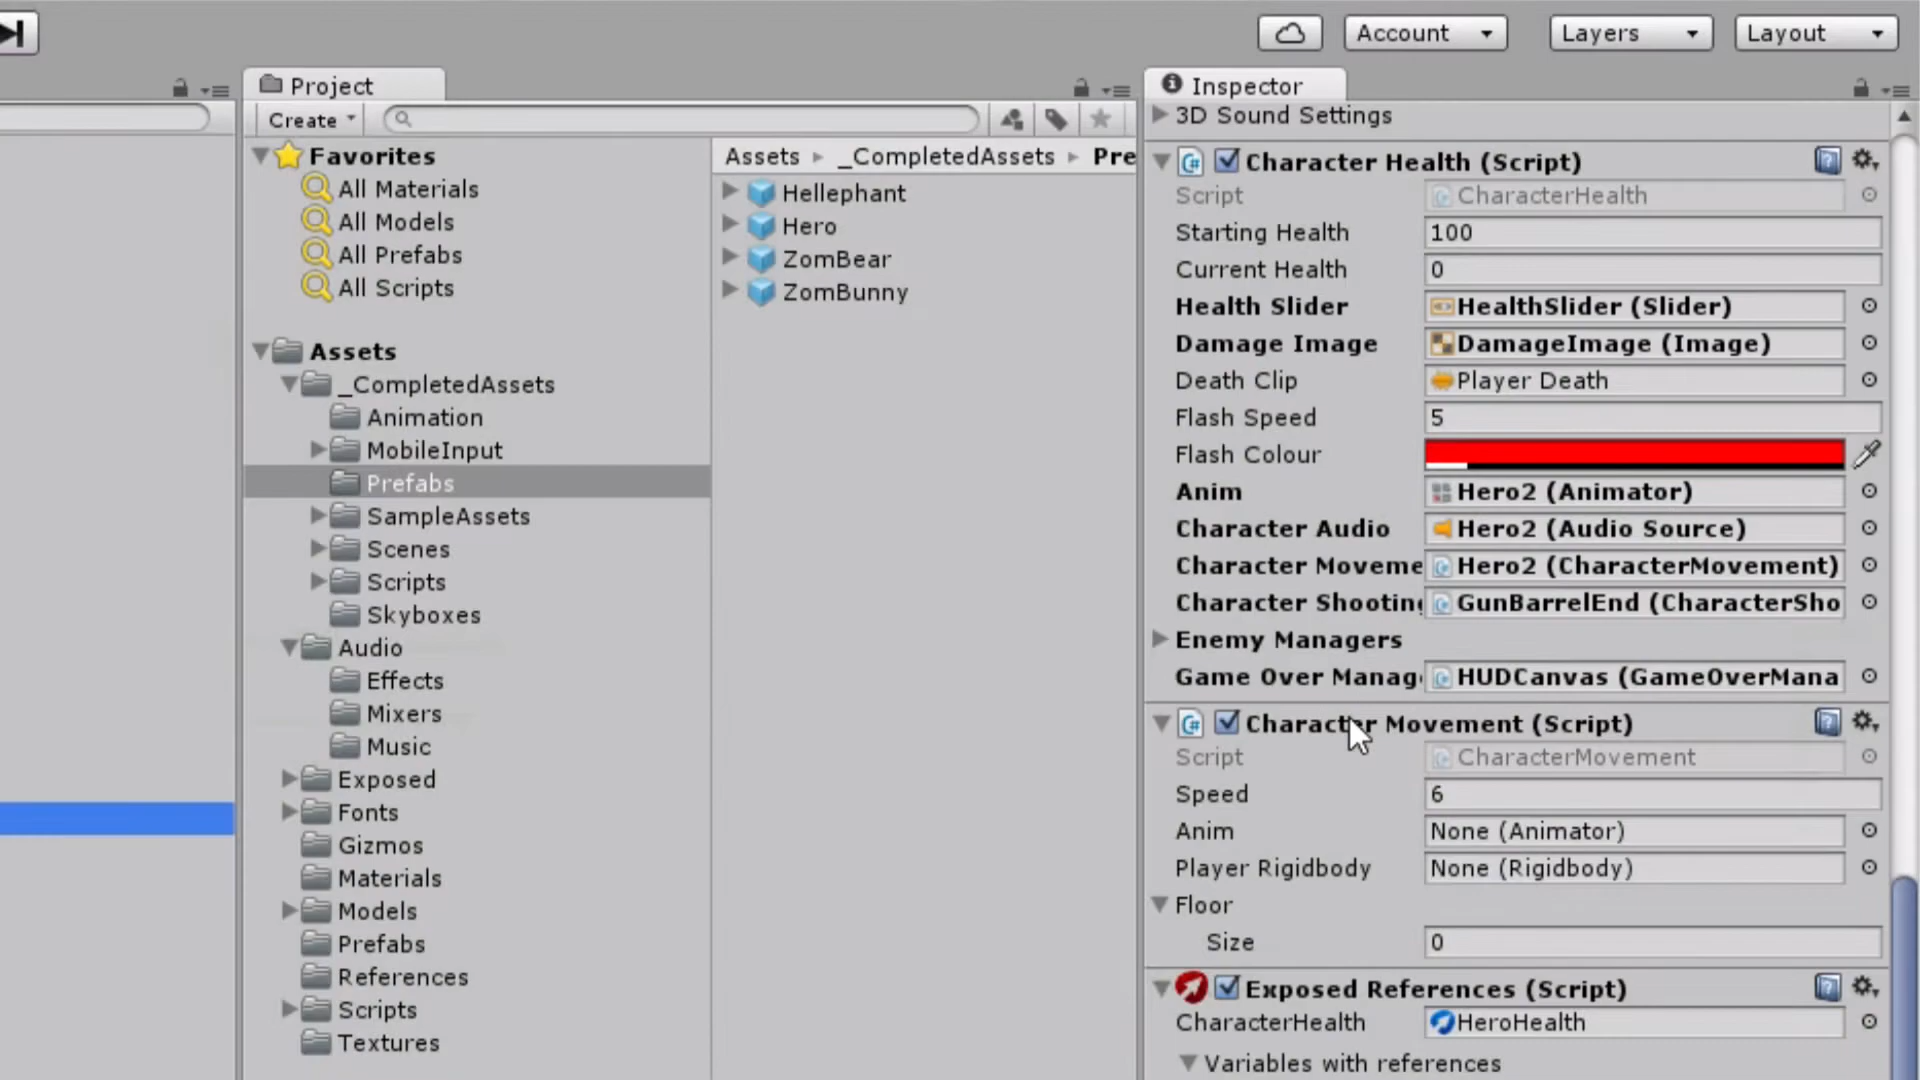 Account
Layers
Layout
Project
Create
Favorites
All Materials
All Models
All Prefabs
All Scripts
Assets
_CompletedAssets
Animation
MobileInput
Prefabs
SampleAssets
Scenes
Scripts
Skyboxes
Audio
Effects
Mixers
Music
Exposed
Fonts
Gizmos
Materials
Models
Prefabs
References
Scripts
Textures
Assets _CompletedAssets Pre
Hellephant
Hero
ZomBear
ZomBunny
Inspector
3D Sound Settings
Character Health (Script)
Script CharacterHealth
Starting Health 100
Current Health 0
Health Slider HealthSlider (Slider)
Damage Image DamageImage (Image)
Death Clip Player Death
Flash Speed 5
Flash Colour
Anim Hero2 (Animator)
Character Audio Hero2 (Audio Source)
Character Moveme Hero2 (CharacterMovement)
Character Shooting GunBarrelEnd (CharacterSho
Enemy Managers
Game Over Manag HUDCanvas (GameOverMana
Character Movement (Script)
Script CharacterMovement
Speed 6
Anim None (Animator)
Player Rigidbody None (Rigidbody)
Floor
Size 0
Exposed References (Script)
CharacterHealth HeroHealth
Variables with references